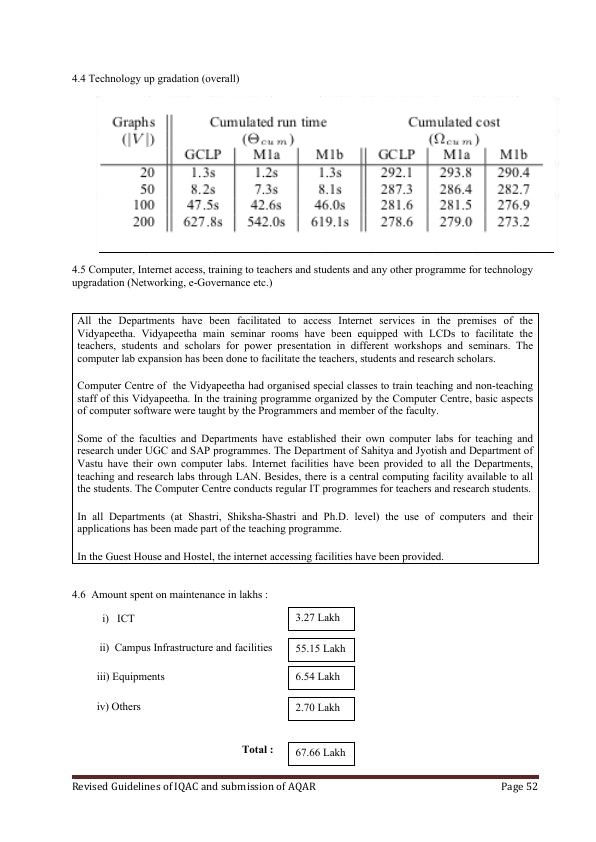 4.4 Technology up gradation (overall)
Graphs Cumulated run time Cumulated cost
(|V|) (Θcum) (Ωcum)
GCLP M1a M1b GCLP M1a M1b
20 1.3s 1.2s 1.3s 292.1 293.8 290.4
50 8.2s 7.3s 8.1s 287.3 286.4 282.7
100 47.5s 42.6s 46.0s 281.6 281.5 276.9
200 627.8s 542.0s 619.1s 278.6 279.0 273.2
4.5 Computer, Internet access, training to teachers and students and any other programme for technology
upgradation (Networking, e-Governance etc.)
All the Departments have been facilitated to access Internet services in the premises of the
Vidyapeetha. Vidyapeetha main seminar rooms have been equipped with LCDs to facilitate the
teachers, students and scholars for power presentation in different workshops and seminars. The
computer lab expansion has been done to facilitate the teachers, students and research scholars.
Computer Centre of the Vidyapeetha had organised special classes to train teaching and non-teaching
staff of this Vidyapeetha. In the training programme organized by the Computer Centre, basic aspects
of computer software were taught by the Programmers and member of the faculty.
Some of the faculties and Departments have established their own computer labs for teaching and
research under UGC and SAP programmes. The Department of Sahitya and Jyotish and Department of
Vastu have their own computer labs. Internet facilities have been provided to all the Departments,
teaching and research labs through LAN. Besides, there is a central computing facility available to all
the students. The Computer Centre conducts regular IT programmes for teachers and research students.
In all Departments (at Shastri, Shiksha-Shastri and Ph.D. level) the use of computers and their
applications has been made part of the teaching programme.
In the Guest House and Hostel, the internet accessing facilities have been provided.
4.6 Amount spent on maintenance in lakhs :
i) ICT 3.27 Lakh
ii) Campus Infrastructure and facilities 55.15 Lakh
iii) Equipments 6.54 Lakh
iv) Others 2.70 Lakh
Total : 67.66 Lakh
Revised Guidelines of IQAC and submission of AQAR Page 52